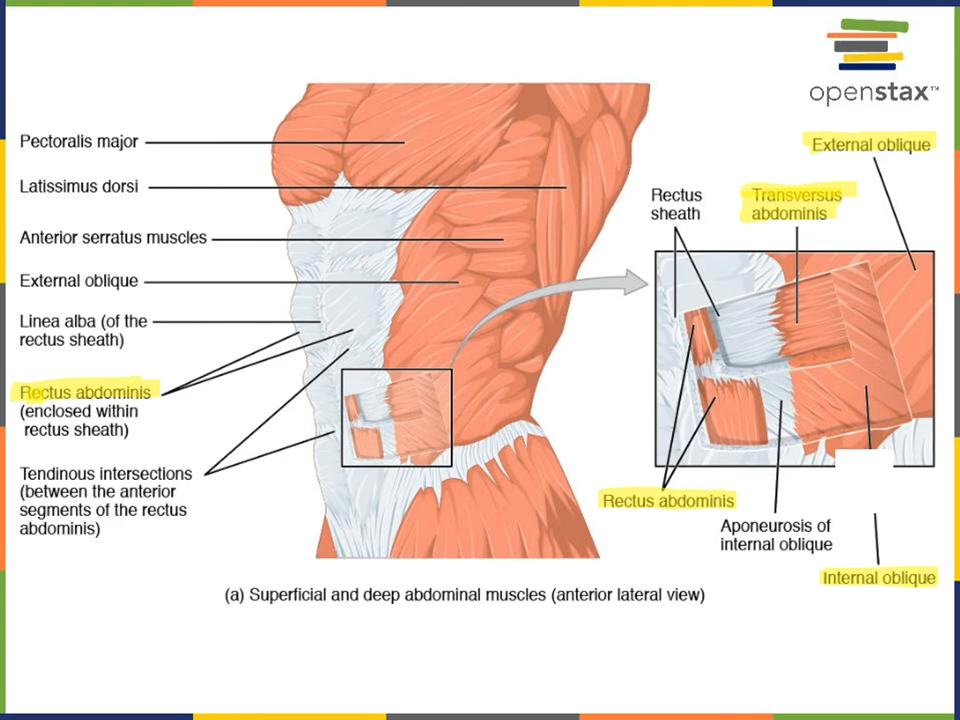 openstax™
Pectoralis major
Latissimus dorsi
Anterior serratus muscles
External oblique
Linea alba (of the
rectus sheath)
Rectus abdominis
(enclosed within
rectus sheath)
Tendinous intersections
(between the anterior
segments of the rectus
abdominis)
External oblique
Rectus
sheath
Transversus
abdominis
Rectus abdominis
Aponeurosis of
internal oblique
Internal oblique
(a) Superficial and deep abdominal muscles (anterior lateral view)